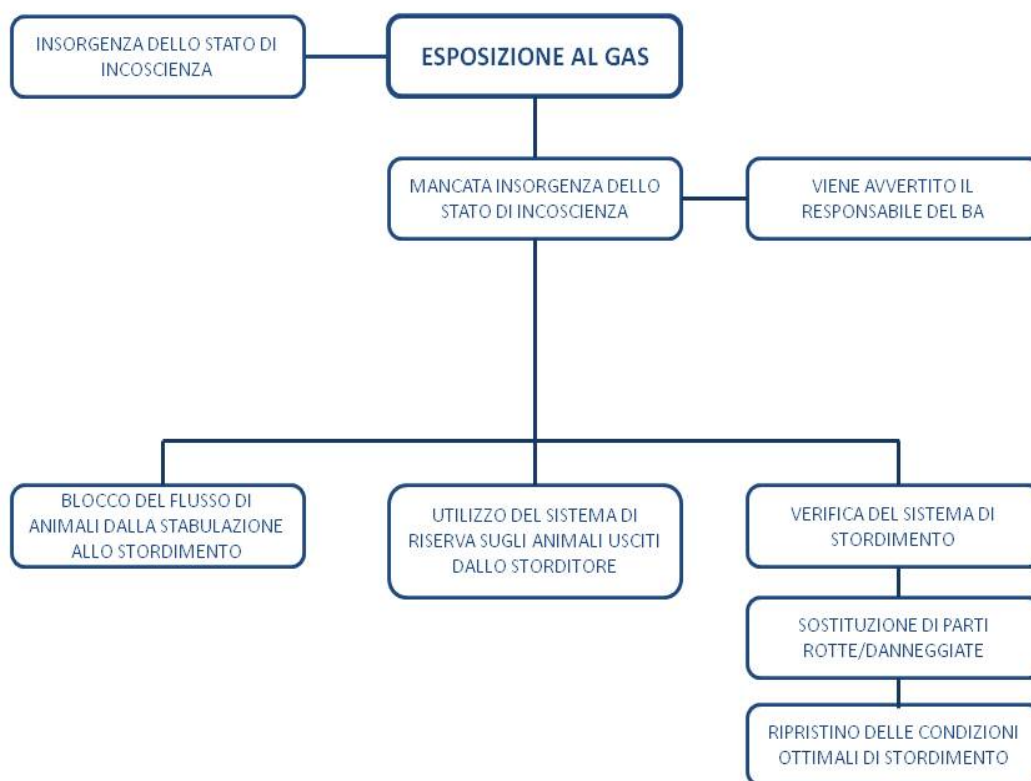 INSORGENZA DELLO STATO DI
INCOSCIENZA
ESPOSIZIONE AL GAS
MANCATA INSORGENZA DELLO
STATO DI INCOSCIENZA
VIENE AVVERTITO IL
RESPONSABILE DEL BA
BLOCCO DEL FLUSSO DI
ANIMALI DALLA STABULAZIONE
ALLO STORDIMENTO
UTILIZZO DEL SISTEMA DI
RISERVA SUGLI ANIMALI USCITI
DALLO STORDITORE
VERIFICA DEL SISTEMA DI
STORDIMENTO
SOSTITUZIONE DI PARTI
ROTTE/DANNEGGIATE
RIPRISTINO DELLE CONDIZIONI
OTTIMALI DI STORDIMENTO